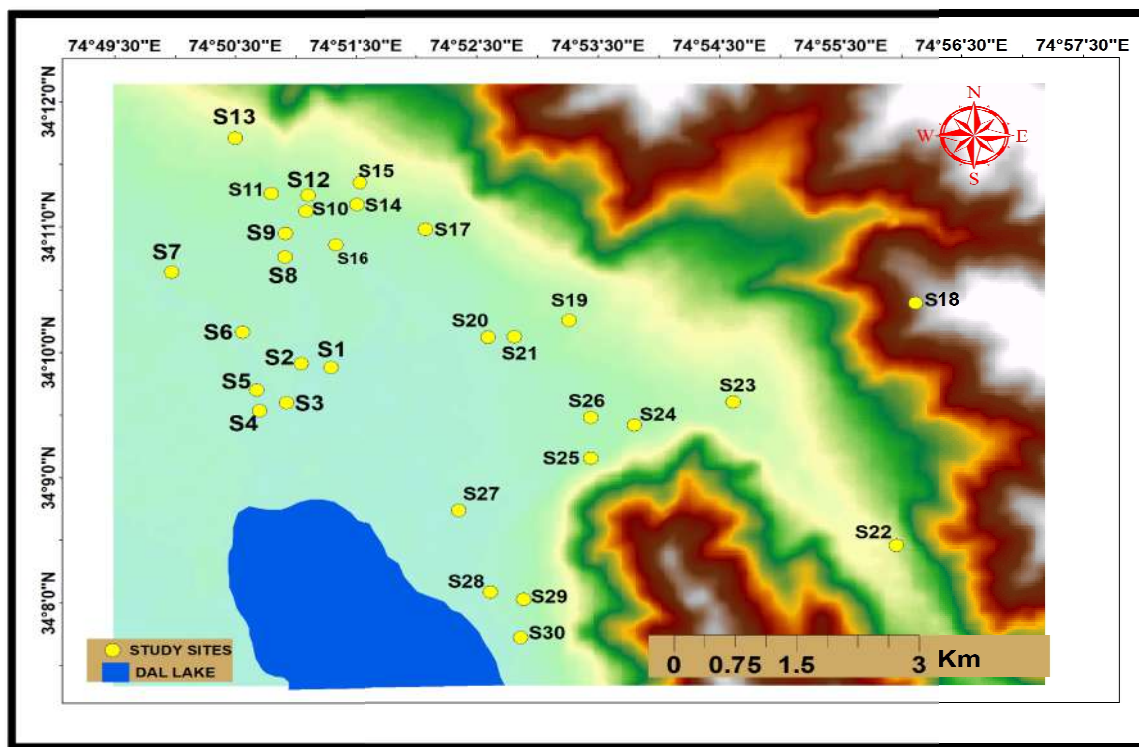 74°49'30"E 74°50'30"E 74°51'30"E 74°52'30"E 74°53'30"E 74°54'30"E 74°55'30"E 74°56'30"E 74°57'30"E
34°12'0"N
34°11'0"N
34°10'0"N
34°9'0"N
34°8'0"N
N
W E
S
S13
S15
S11 S12
S10 S14
S17
S9
S16
S7
S8
S18
S19
S6 S20
S21
S2 S1
S5
S23
S3
S26
S24
S4
S25
S27
S22
S28
S29
S30
STUDY SITES
DAL LAKE
0 0.75 1.5 3 Km